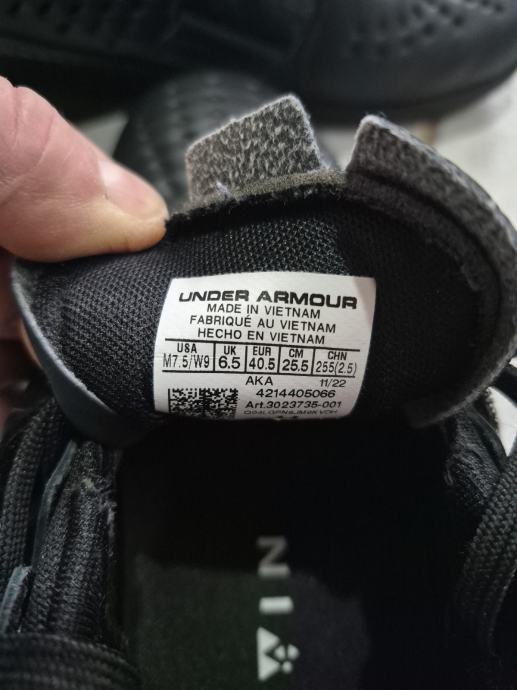 UNDER ARMOUR
MADE IN VIETNAM
FABRIQUÉ AU VIETNAM
HECHO EN VIETNAM
USA UK EUR CM CHN
M7.5/W9 6.5 40.5 25.5 255(2.5)
AKA 11/22
4214405066
Art.3023735-001